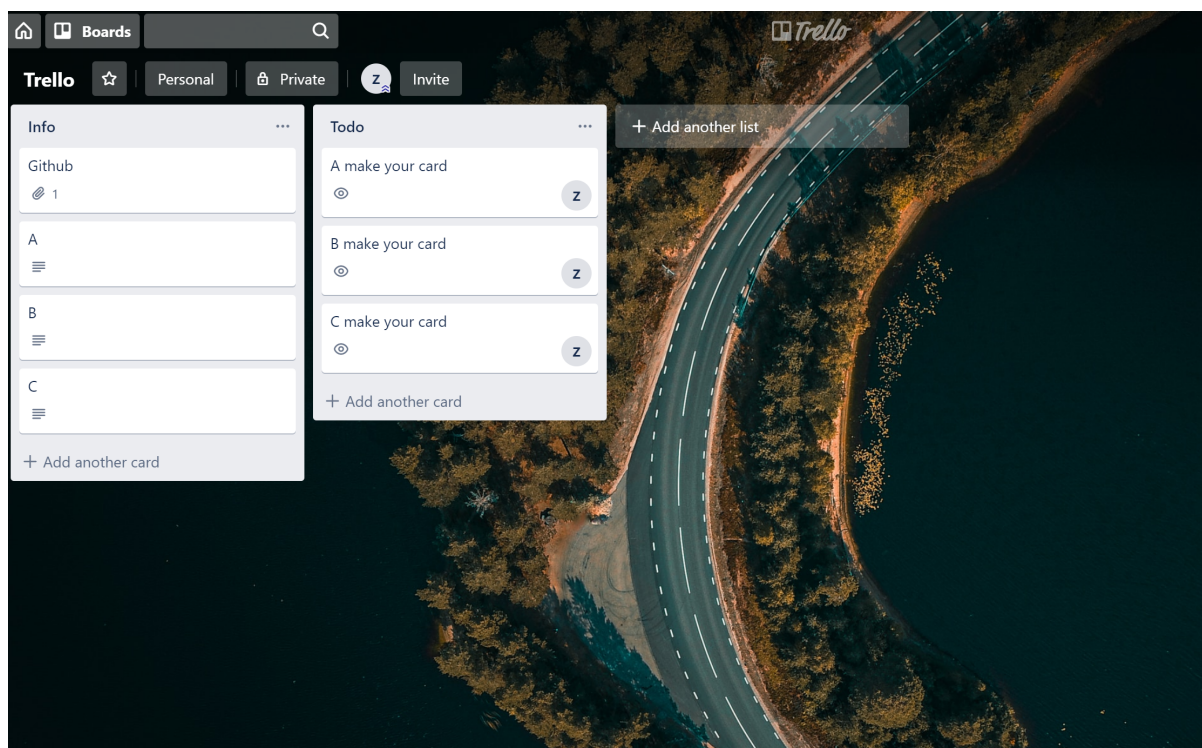 Boards
Trello
Trello
Personal
Private
Z
Invite
Info
Github
1
A
B
C
+ Add another card
Todo
A make your card
Z
B make your card
Z
C make your card
Z
+ Add another card
+ Add another list